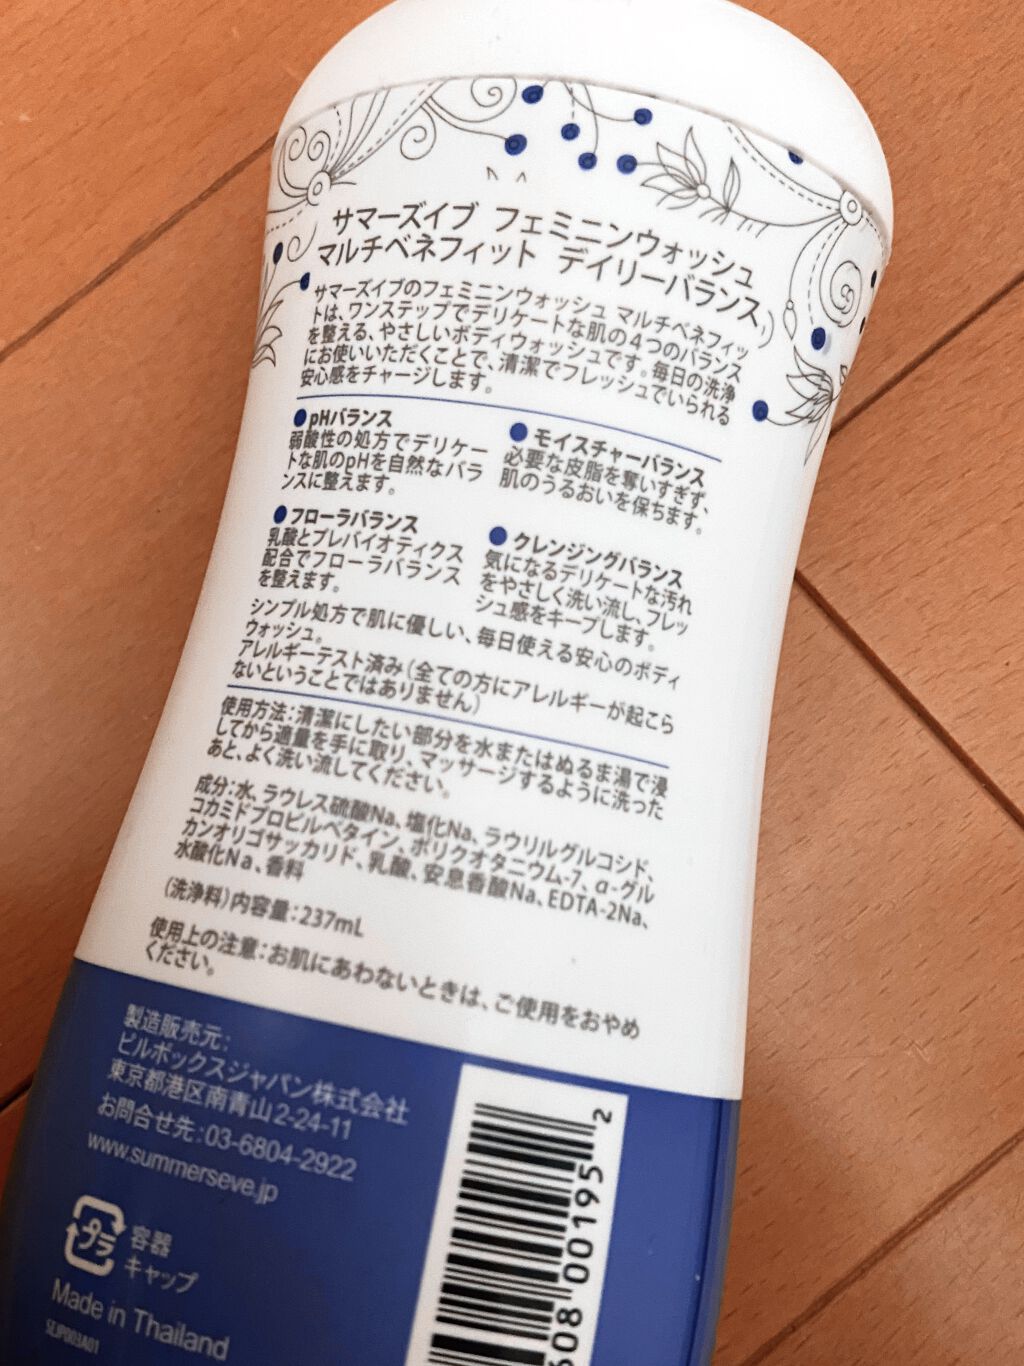 サマーズイブ フェミニンウォッシュ
マルチベネフィット デイリーバランス
サマーズイブのフェミニンウォッシュ マルチベネフィッ
トは、ワンステップでデリケートな肌の4つのバランス
を整える、やさしいボディウォッシュです。毎日の洗浄
にお使いいただくことで、清潔でフレッシュでいられる
安心感をチャージします。
●pHバランス
弱酸性の処方でデリケー
トな肌のpHを自然なバラ
ンスに整えます。
●モイスチャーバランス
必要な皮脂を奪いすぎず、
肌のうるおいを保ちます。
●フローラバランス
乳酸とプレバイオティクス
配合でフローラバランス
を整えます。
●クレンジングバランス
気になるデリケートな汚れ
をやさしく洗い流し、フレッ
シュ感をキープします。
シンプル処方で肌に優しい、毎日使える安心のボディ
ウォッシュ。
アレルギーテスト済み(全ての方にアレルギーが起こら
ないということではありません)
使用方法:清潔にしたい部分を水またはぬるま湯で浸
してから適量を手に取り、マッサージするように洗った
あと、よく洗い流してください。
成分:水、ラウレス硫酸Na、塩化Na、ラウリルグルコシド、
コカミドプロピルベタイン、ポリクオタニウム-7、α-グル
カンオリゴサッカリド、乳酸、安息香酸Na、EDTA-2Na、
水酸化Na、香料
(洗浄料)内容量:237mL
使用上の注意:お肌にあわないときは、ご使用をおやめ
ください。
製造販売元:
ピルボックスジャパン株式会社
東京都港区南青山2-24-11
お問合せ先:03-6804-2922
www.summerseve.jp
プラ
容器
キャップ
Made in Thailand
SEJP003A01
608 00195 2